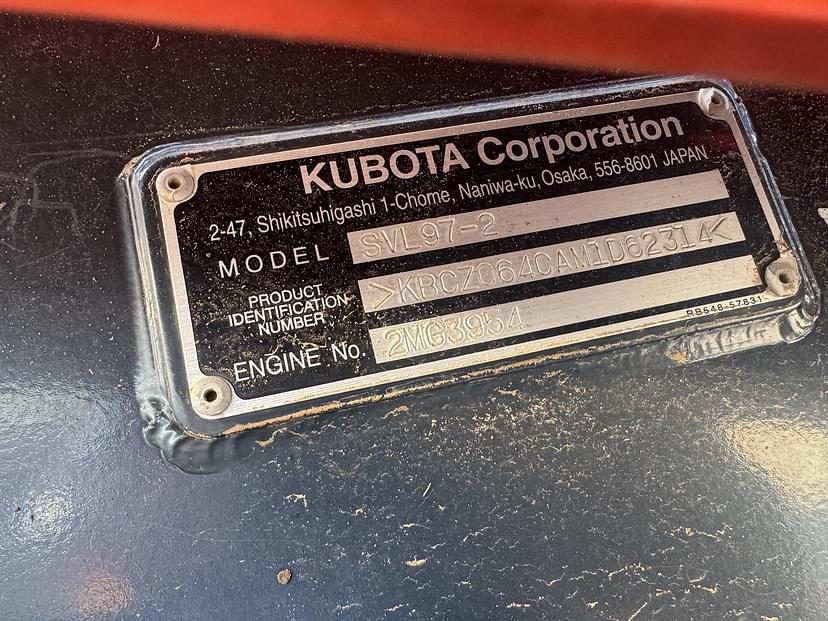 KUBOTA Corporation
2-47, Shikitsuhigashi 1-Chome, Naniwa-ku, Osaka, 556-8601 JAPAN
MODEL SVL97-2
PRODUCT IDENTIFICATION NUMBER >KBCZ064CAM1D62314<
ENGINE No. 2MG3954
RB548-57831